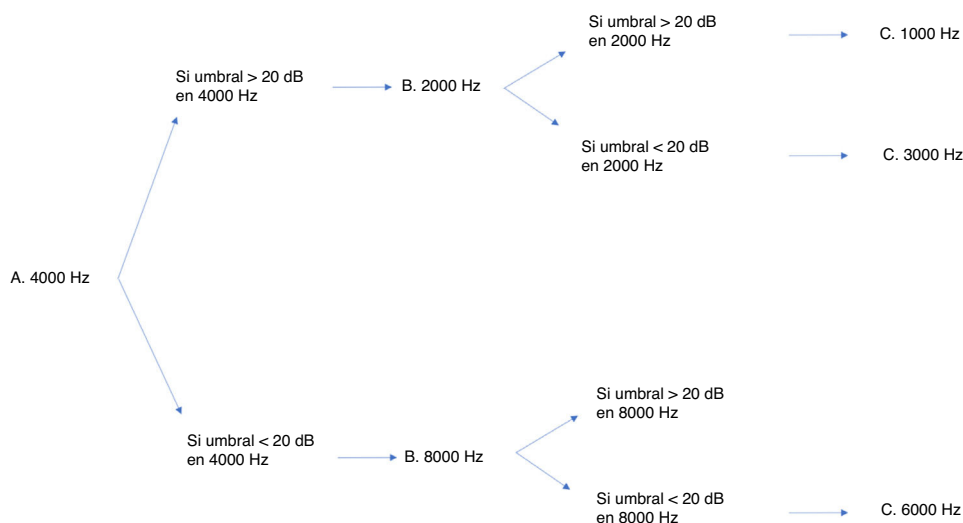 Si umbral > 20 dB
en 2000 Hz
C. 1000 Hz
Si umbral > 20 dB
en 4000 Hz
B. 2000 Hz
Si umbral < 20 dB
en 2000 Hz
C. 3000 Hz
A. 4000 Hz
Si umbral > 20 dB
en 8000 Hz
Si umbral < 20 dB
en 4000 Hz
B. 8000 Hz
Si umbral < 20 dB
en 8000 Hz
C. 6000 Hz